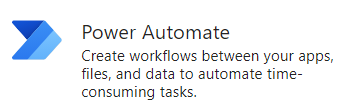 Power Automate
Create workflows between your apps,
files, and data to automate time-
consuming tasks.